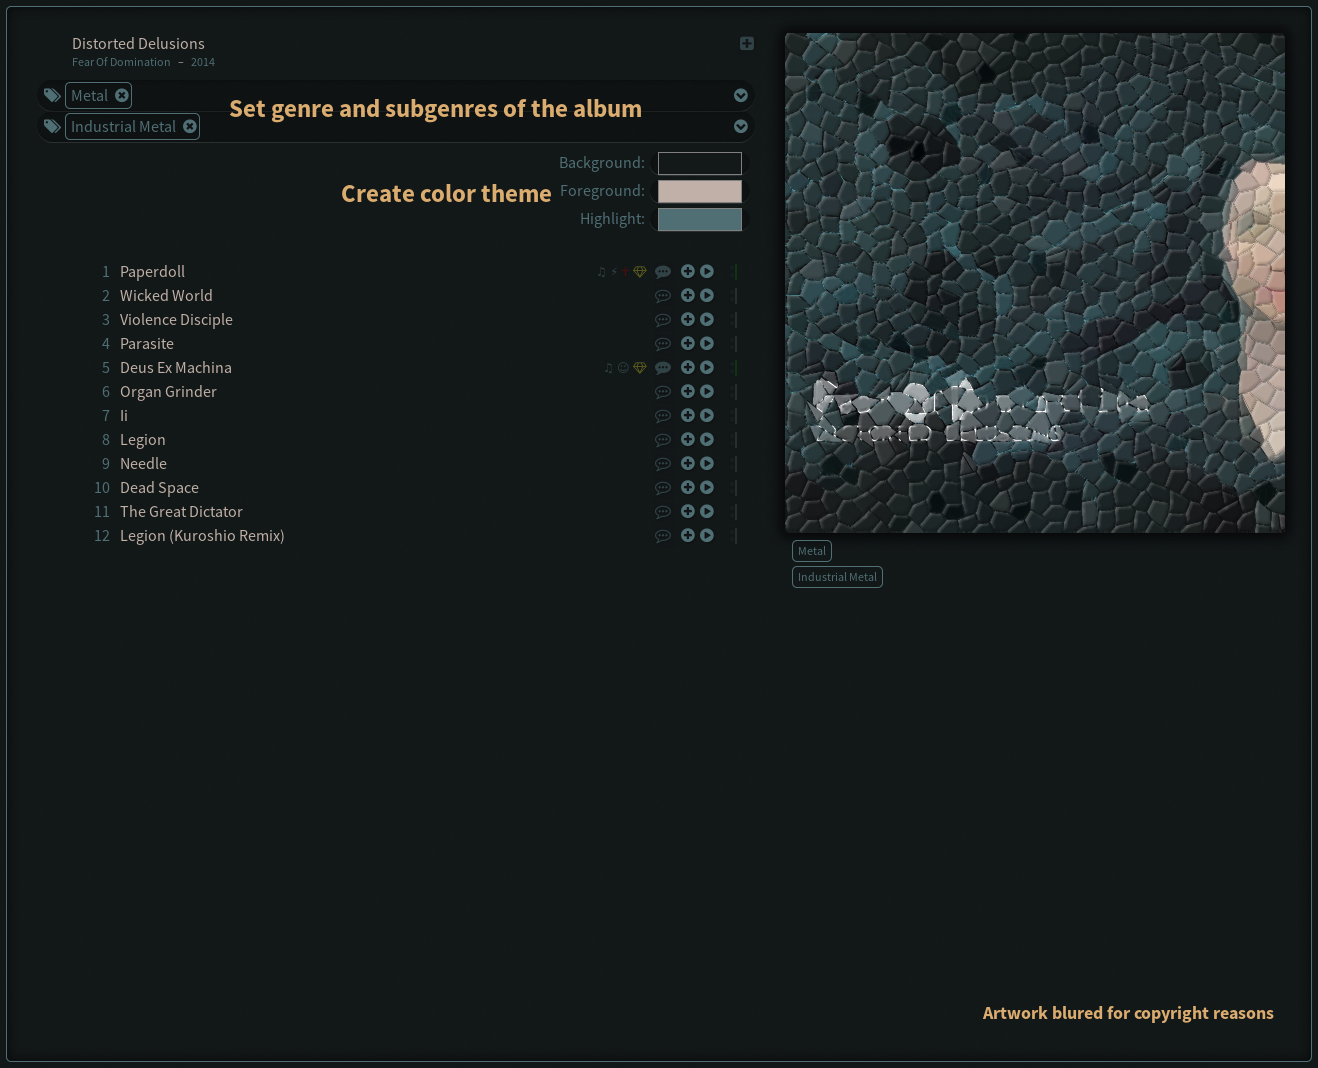 Distorted Delusions
Fear Of Domination – 2014
Metal
Industrial Metal
Set genre and subgenres of the album
Create color theme
Background:
Foreground:
Highlight:
1 Paperdoll
2 Wicked World
3 Violence Disciple
4 Parasite
5 Deus Ex Machina
6 Organ Grinder
7 Ii
8 Legion
9 Needle
10 Dead Space
11 The Great Dictator
12 Legion (Kuroshio Remix)
Metal
Industrial Metal
Artwork blured for copyright reasons